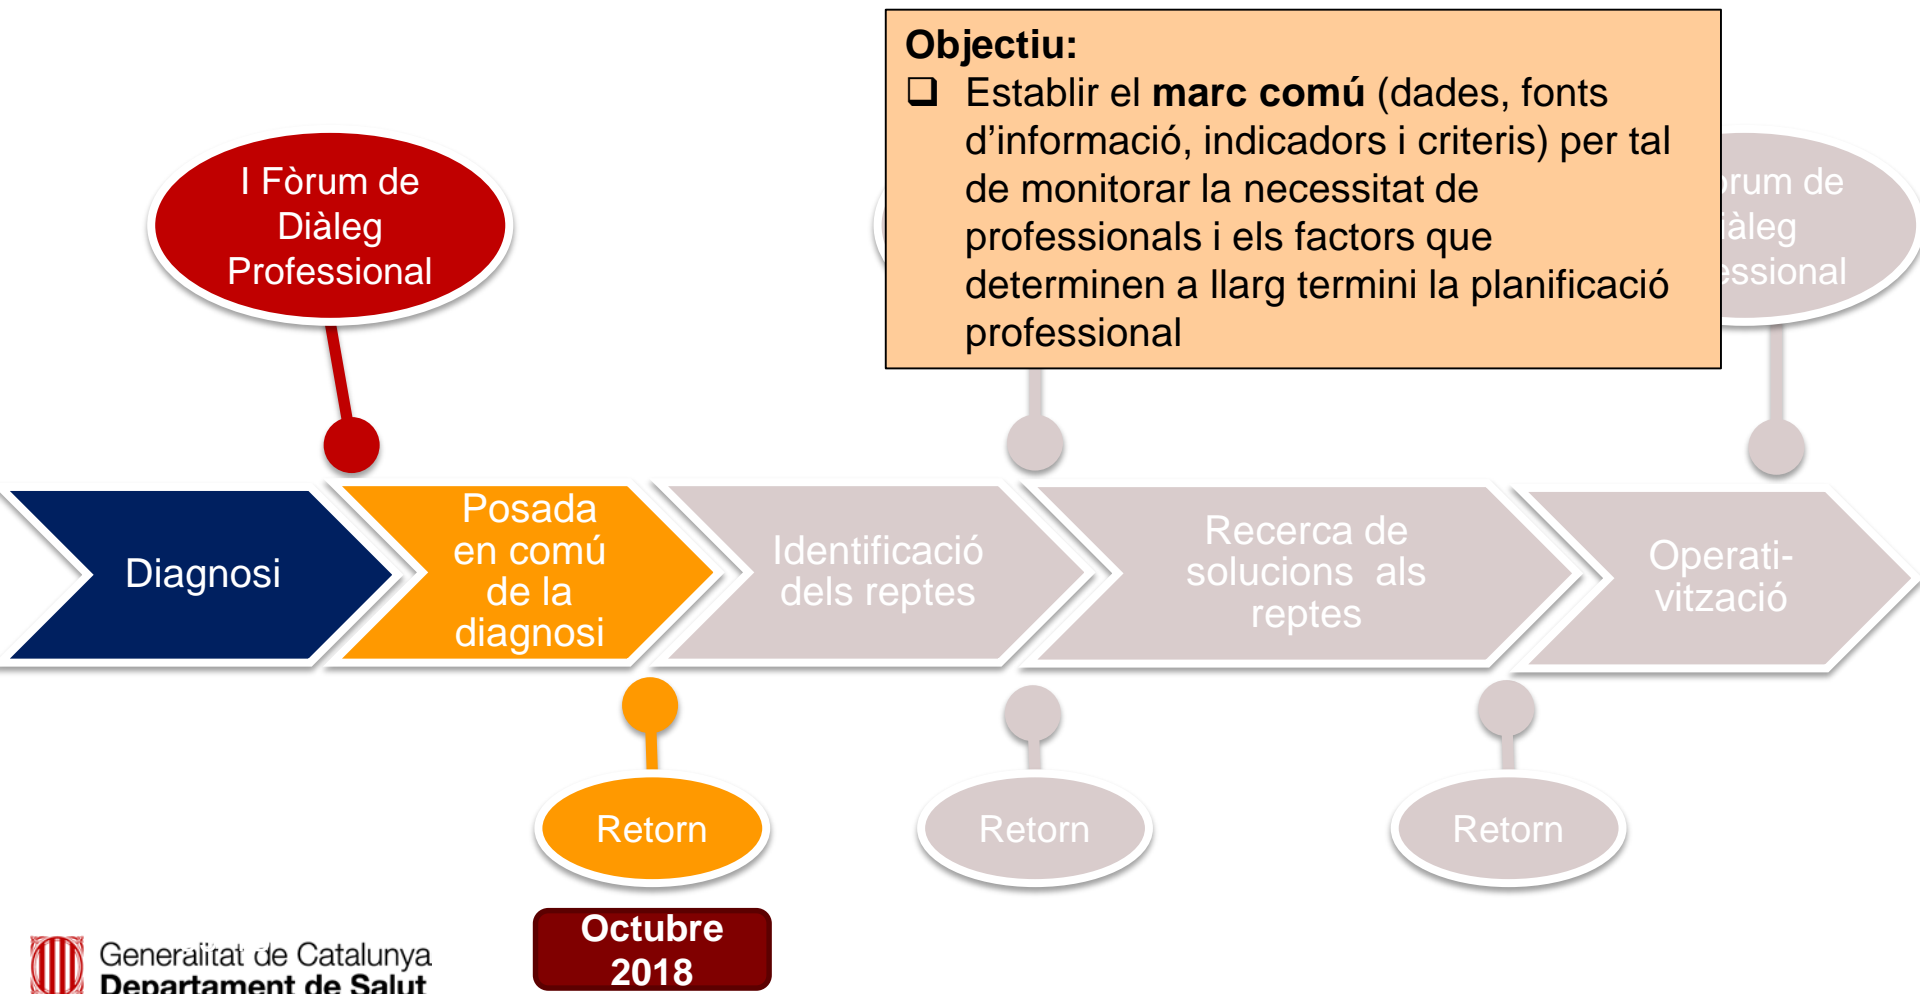 Objectiu:
Establir el marc comú (dades, fonts
d’informació, indicadors i criteris) per tal
de monitorar la necessitat de
professionals i els factors que
determinen a llarg termini la planificació
professional
I Fòrum de
Diàleg
Professional
de
Diagnosi
Posada
en comú
de la
diagnosi
Identificació
dels reptes
Recerca de
solucions als
reptes
Operati-
vització
Retorn
Retorn
Retorn
Octubre
2018
Generalitat de Catalunya
Departament de Salut